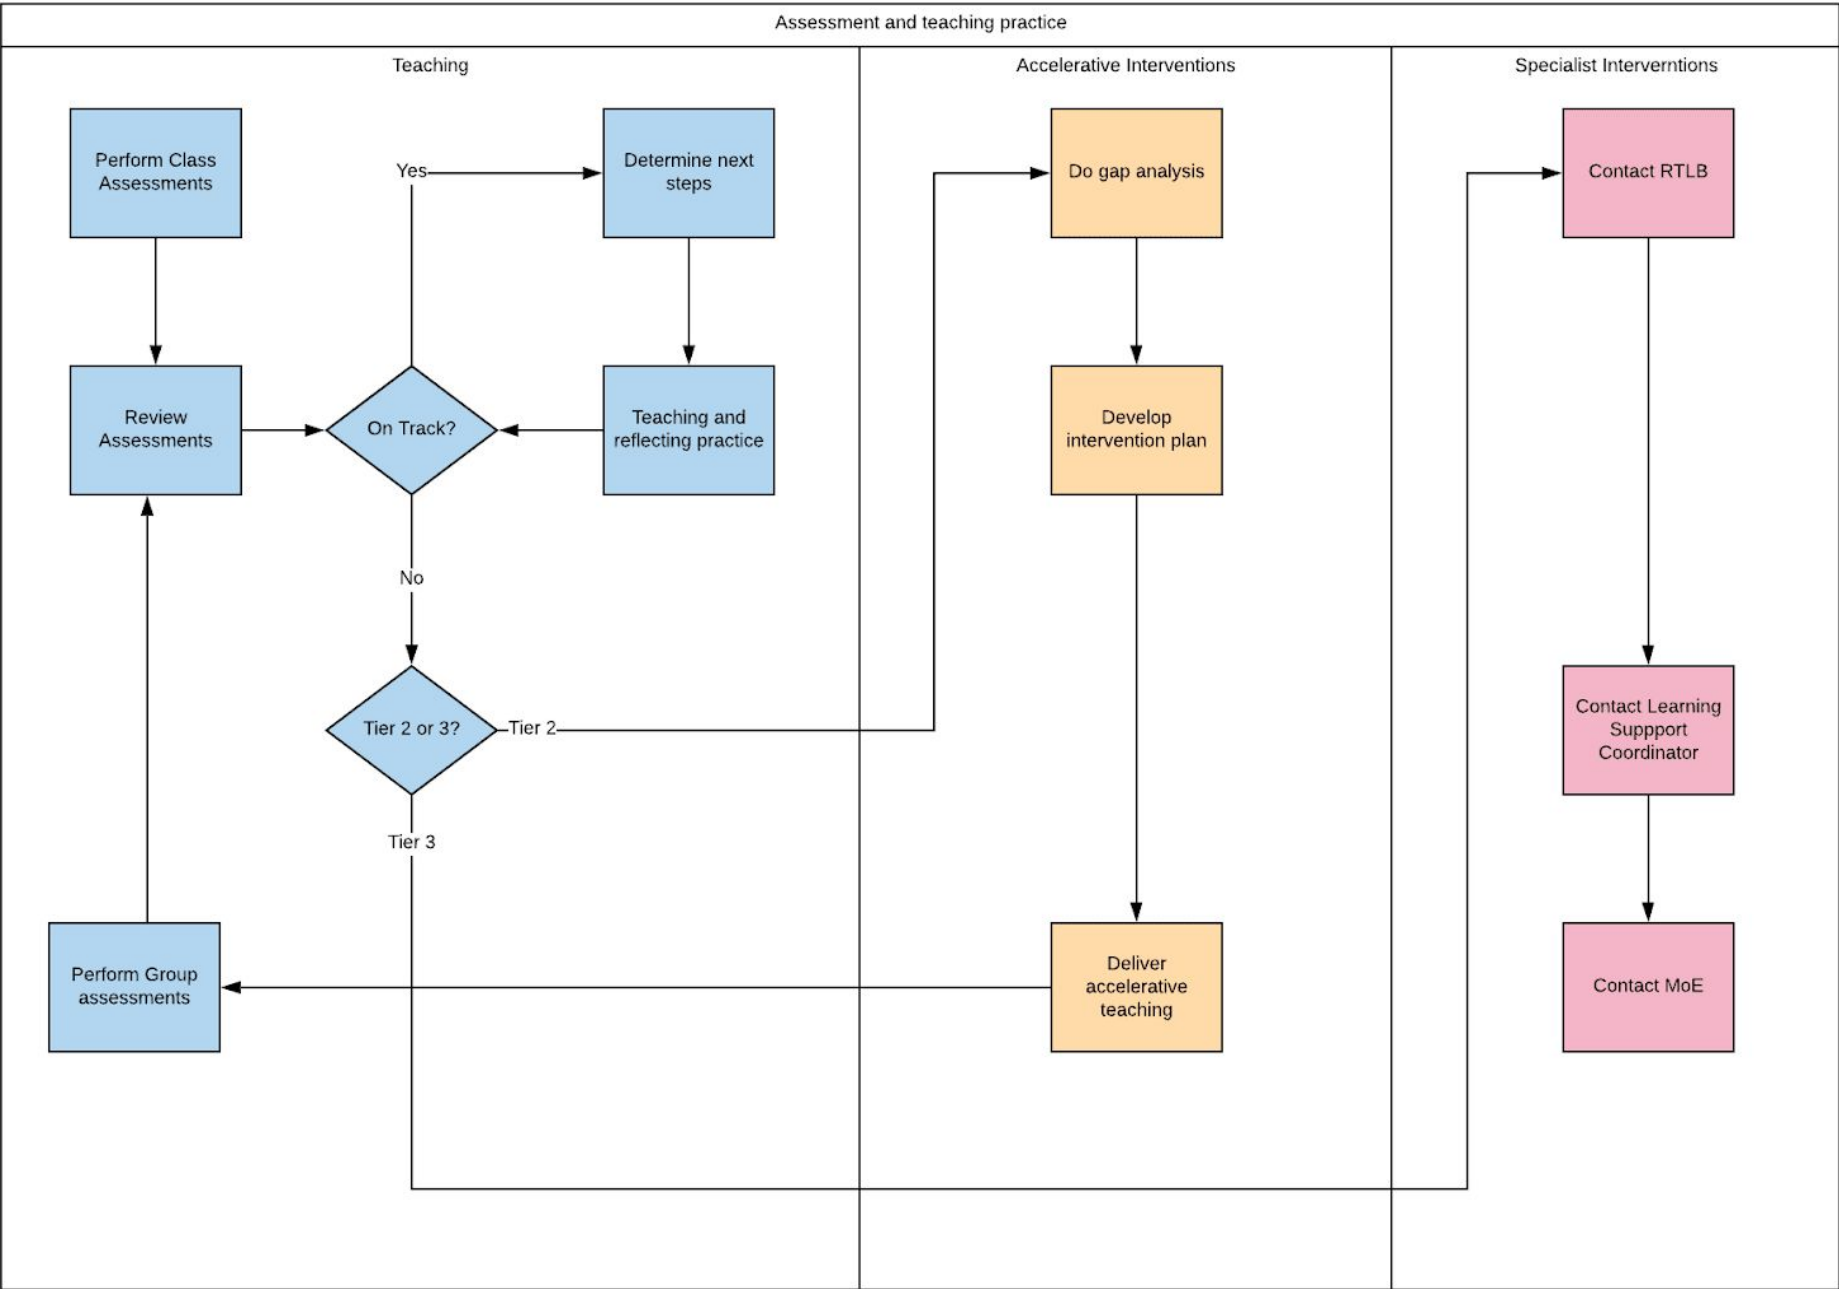 Assessment and teaching practice
Teaching
Accelerative Interventions
Specialist Interverntions
Perform Class
Assessments
Yes
Determine next
steps
Do gap analysis
Contact RTLB
Review
Assessments
On Track?
Teaching and
reflecting practice
Develop
intervention plan
No
Tier 2 or 3?
Tier 2
Contact Learning
Suppport
Coordinator
Tier 3
Perform Group
assessments
Deliver
accelerative
teaching
Contact MoE